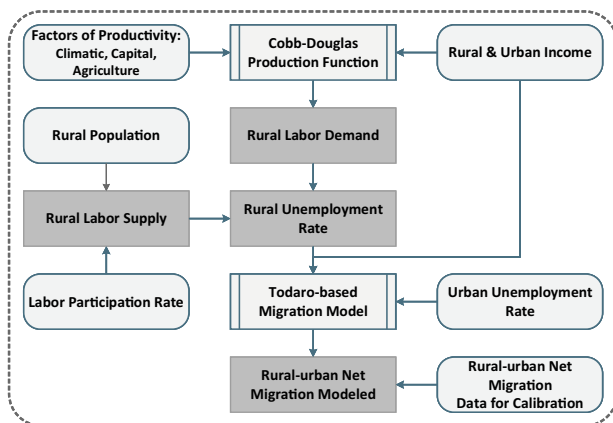 Factors of Productivity:
Climatic, Capital,
Agriculture
Cobb-Douglas
Production Function
Rural & Urban Income
Rural Population
Rural Labor Demand
Rural Labor Supply
Rural Unemployment
Rate
Labor Participation Rate
Todaro-based
Migration Model
Urban Unemployment
Rate
Rural-urban Net
Migration Modeled
Rural-urban Net
Migration
Data for Calibration